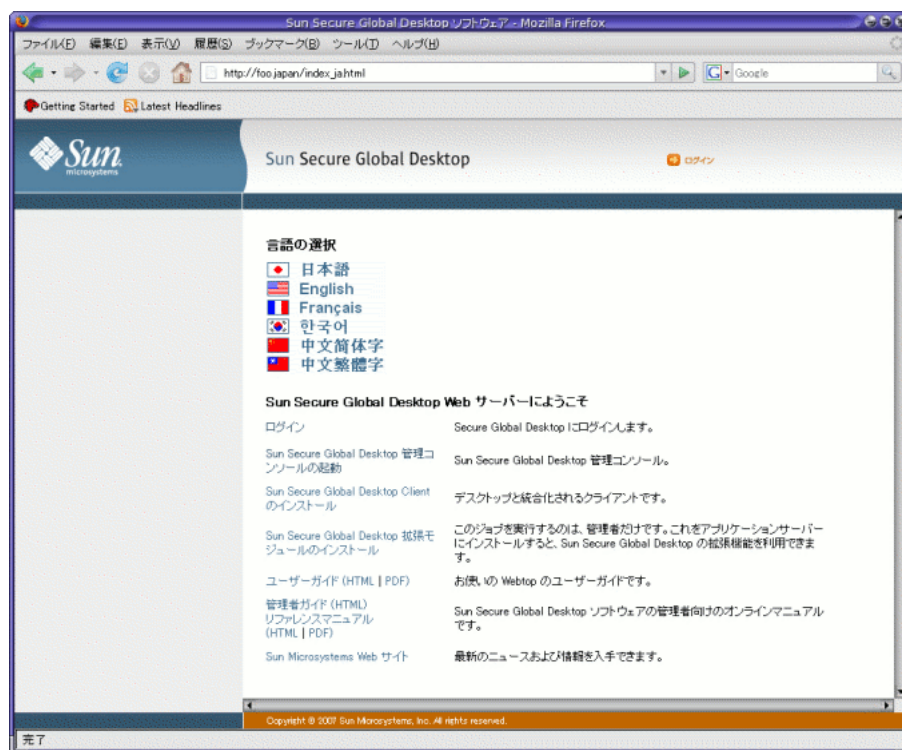 Sun Secure Global Desktop ソフトウェア - Mozilla Firefox
ファイル(F) 編集(E) 表示(V) 履歴(S) ブックマーク(B) ツール(T) ヘルプ(H)
http://foo.japan/index_ja.html
Google
Getting Started Latest Headlines
Sun
microsystems
Sun Secure Global Desktop
ログイン
言語の選択
日本語
English
Français
한국어
中文简体字
中文繁體字
Sun Secure Global Desktop Web サーバーにようこそ
ログイン
Secure Global Desktop にログインします。
Sun Secure Global Desktop 管理コ
ンソールの起動
Sun Secure Global Desktop 管理コンソール。
Sun Secure Global Desktop Client
のインストール
デスクトップと統合化されるクライアントです。
Sun Secure Global Desktop 拡張モ
ジュールのインストール
このジョブを実行するのは、管理者だけです。これをアプリケーションサーバー
にインストールすると、Sun Secure Global Desktop の拡張機能を利用できま
す。
ユーザーガイド (HTML | PDF)
お使いの Webtop のユーザーガイドです。
管理者ガイド (HTML)
リファレンスマニュアル
(HTML | PDF)
Sun Secure Global Desktop ソフトウェアの管理者向けのオンラインマニュアル
です。
Sun Microsystems Web サイト
最新のニュースおよび情報を入手できます。
Copyright © 2007 Sun Microsystems, Inc. All rights reserved.
完了